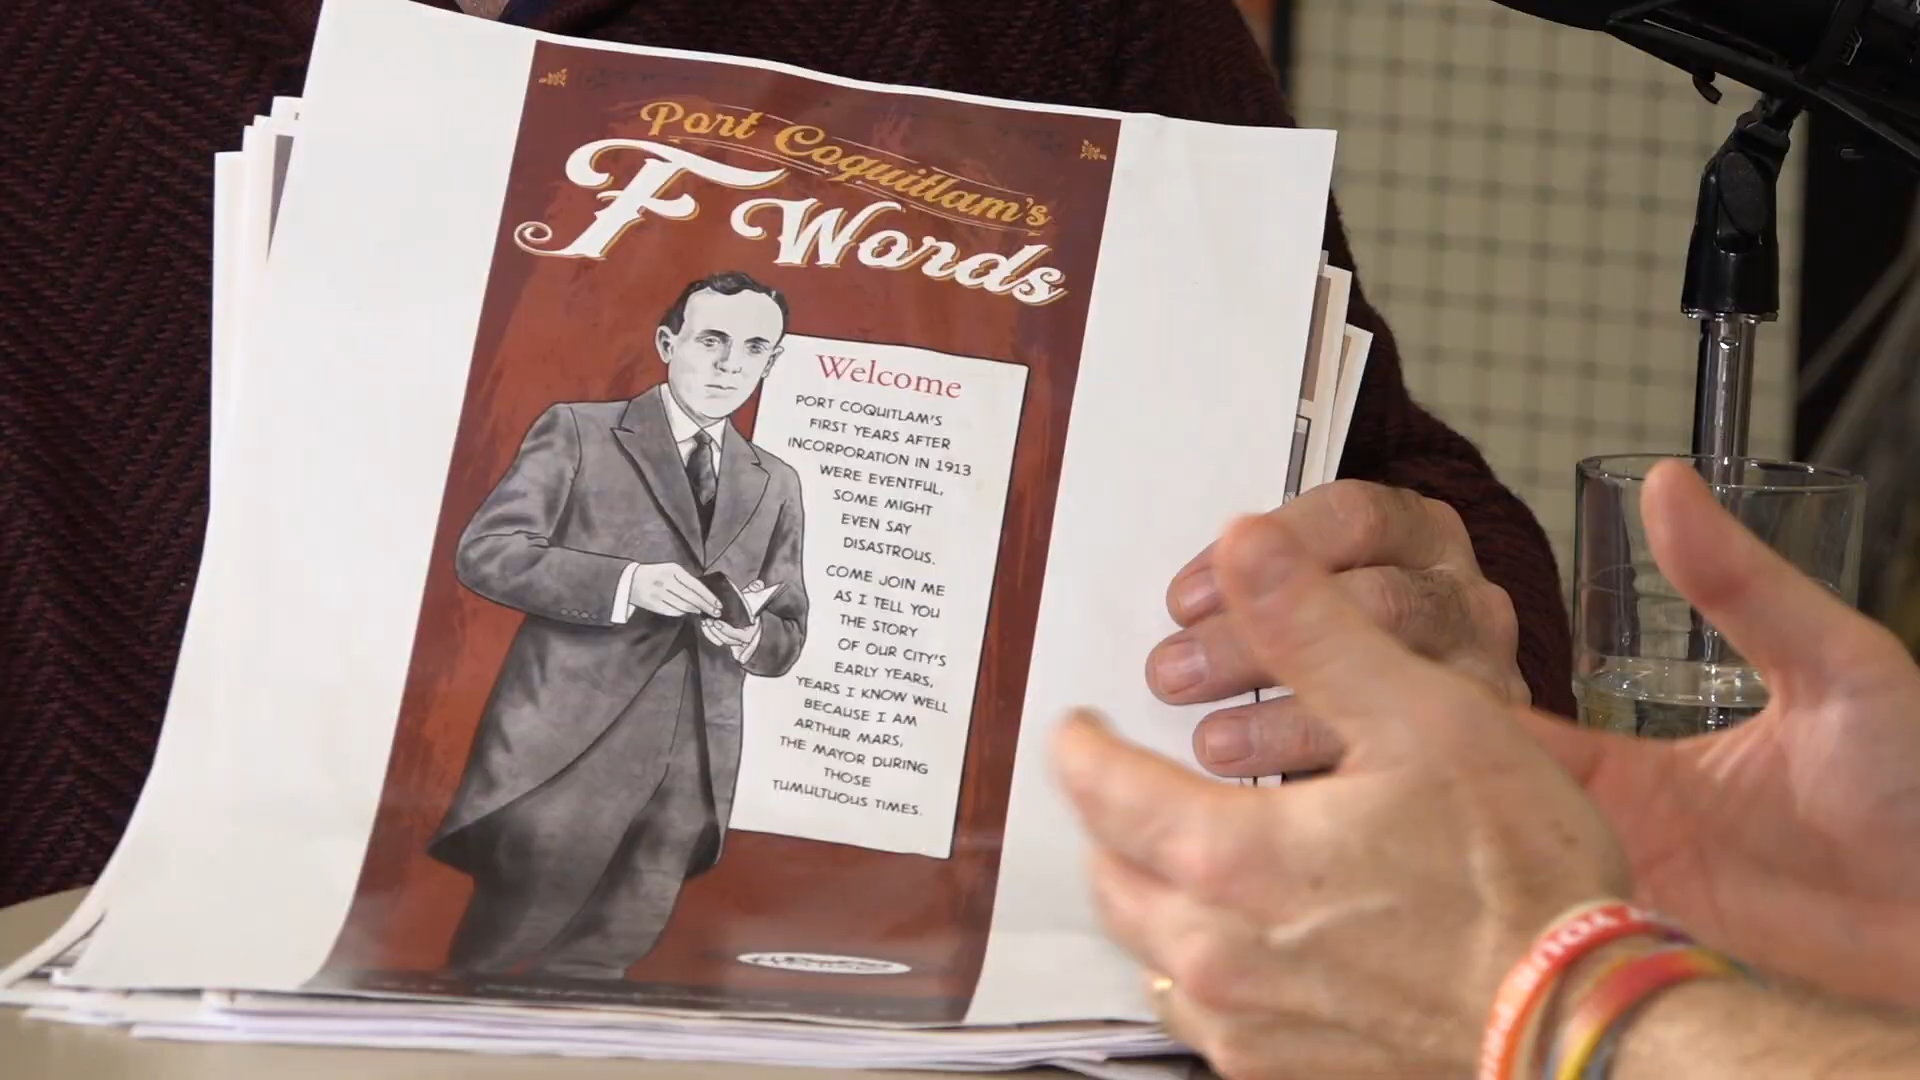 Port Coquitlam's
F Words
Welcome
PORT COQUITLAM'S
FIRST YEARS AFTER
INCORPORATION IN 1913
WERE EVENTFUL,
SOME MIGHT
EVEN SAY
DISASTROUS.
COME JOIN ME
AS I TELL YOU
THE STORY
OF OUR CITY'S
EARLY YEARS,
YEARS I KNOW WELL
BECAUSE I AM
ARTHUR MARS,
THE MAYOR DURING
THOSE
TUMULTUOUS TIMES.